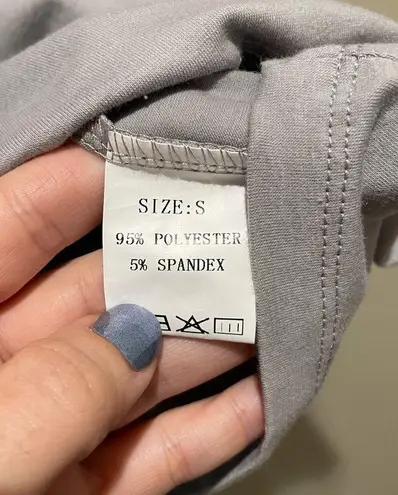 SIZE:S
95% POLYESTER
5% SPANDEX